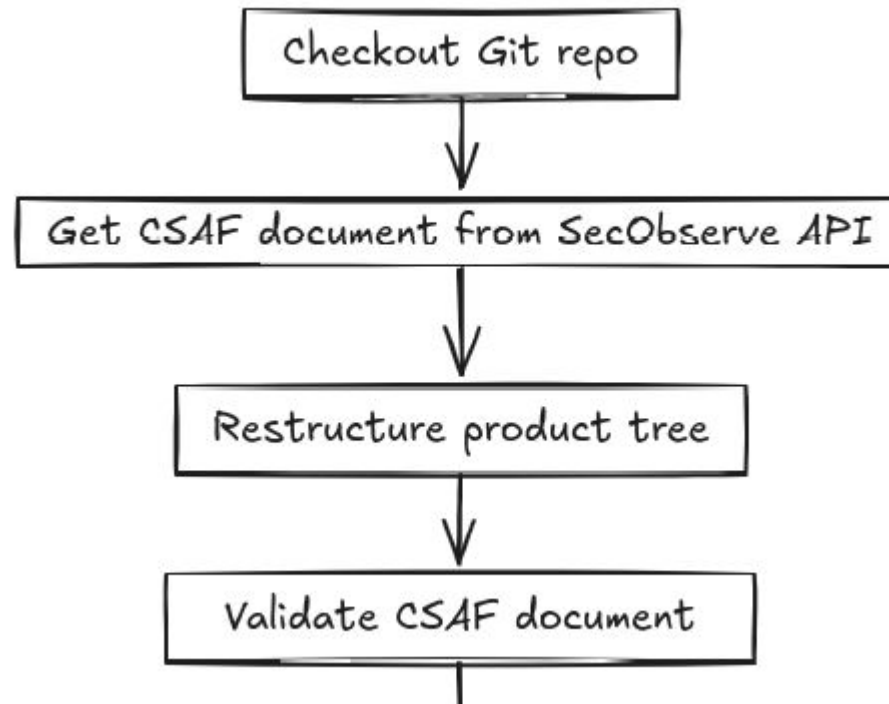 Checkout Git repo
Get CSAF document from SecObserve API
Restructure product tree
Validate CSAF document